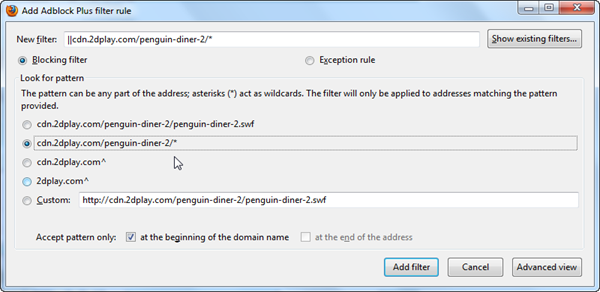 Add Adblock Plus filter rule
New filter: ||cdn.2dplay.com/penguin-diner-2/* Show existing filters...
Blocking filter Exception rule
Look for pattern
The pattern can be any part of the address; asterisks (*) act as wildcards. The filter will only be applied to addresses matching the pattern
provided.
cdn.2dplay.com/penguin-diner-2/penguin-diner-2.swf
cdn.2dplay.com/penguin-diner-2/*
cdn.2dplay.com^
2dplay.com^
Custom: http://cdn.2dplay.com/penguin-diner-2/penguin-diner-2.swf
Accept pattern only: at the beginning of the domain name at the end of the address
Add filter Cancel Advanced view